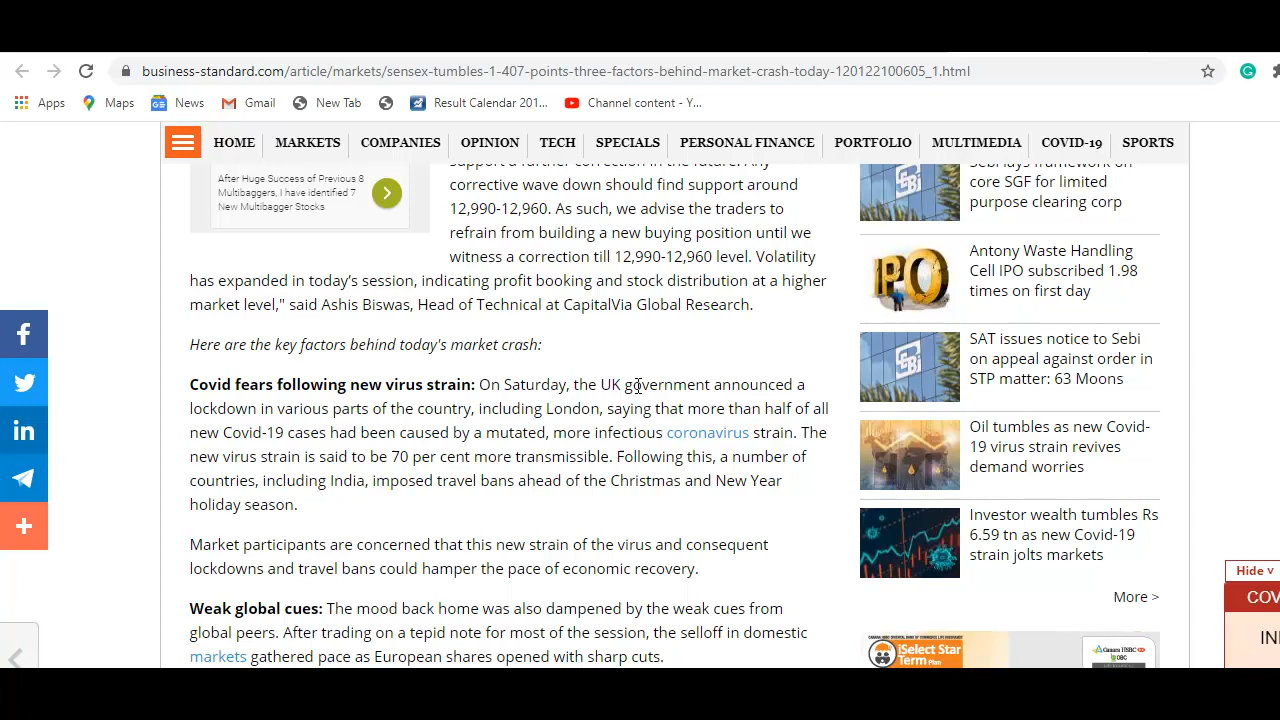 business-standard.com/article/markets/sensex-tumbles-1-407-points-three-factors-behind-market-crash-today-120122100605_1.html
Apps Maps News Gmail New Tab Result Calendar 201... Channel content - Y...
HOME MARKETS COMPANIES OPINION TECH SPECIALS PERSONAL FINANCE PORTFOLIO MULTIMEDIA COVID-19 SPORTS
After Huge Success of Previous 8
Multibaggers, I have identified 7
New Multibagger Stocks
support a further correction in the future. Any
corrective wave down should find support around
12,990-12,960. As such, we advise the traders to
refrain from building a new buying position until we
witness a correction till 12,990-12,960 level. Volatility
has expanded in today's session, indicating profit booking and stock distribution at a higher
market level," said Ashis Biswas, Head of Technical at CapitalVia Global Research.
Here are the key factors behind today's market crash:
Covid fears following new virus strain: On Saturday, the UK government announced a
lockdown in various parts of the country, including London, saying that more than half of all
new Covid-19 cases had been caused by a mutated, more infectious coronavirus strain. The
new virus strain is said to be 70 per cent more transmissible. Following this, a number of
countries, including India, imposed travel bans ahead of the Christmas and New Year
holiday season.
Market participants are concerned that this new strain of the virus and consequent
lockdowns and travel bans could hamper the pace of economic recovery.
Weak global cues: The mood back home was also dampened by the weak cues from
global peers. After trading on a tepid note for most of the session, the selloff in domestic
markets gathered pace as European shares opened with sharp cuts.
Sebi lays framework on
core SGF for limited
purpose clearing corp
Antony Waste Handling
Cell IPO subscribed 1.98
times on first day
IPO
SAT issues notice to Sebi
on appeal against order in
STP matter: 63 Moons
Oil tumbles as new Covid-
19 virus strain revives
demand worries
Investor wealth tumbles Rs
6.59 tn as new Covid-19
strain jolts markets
More >
iSelect Star
Term Plan
Canara HSBC
OBC
Hide v
COV
IN